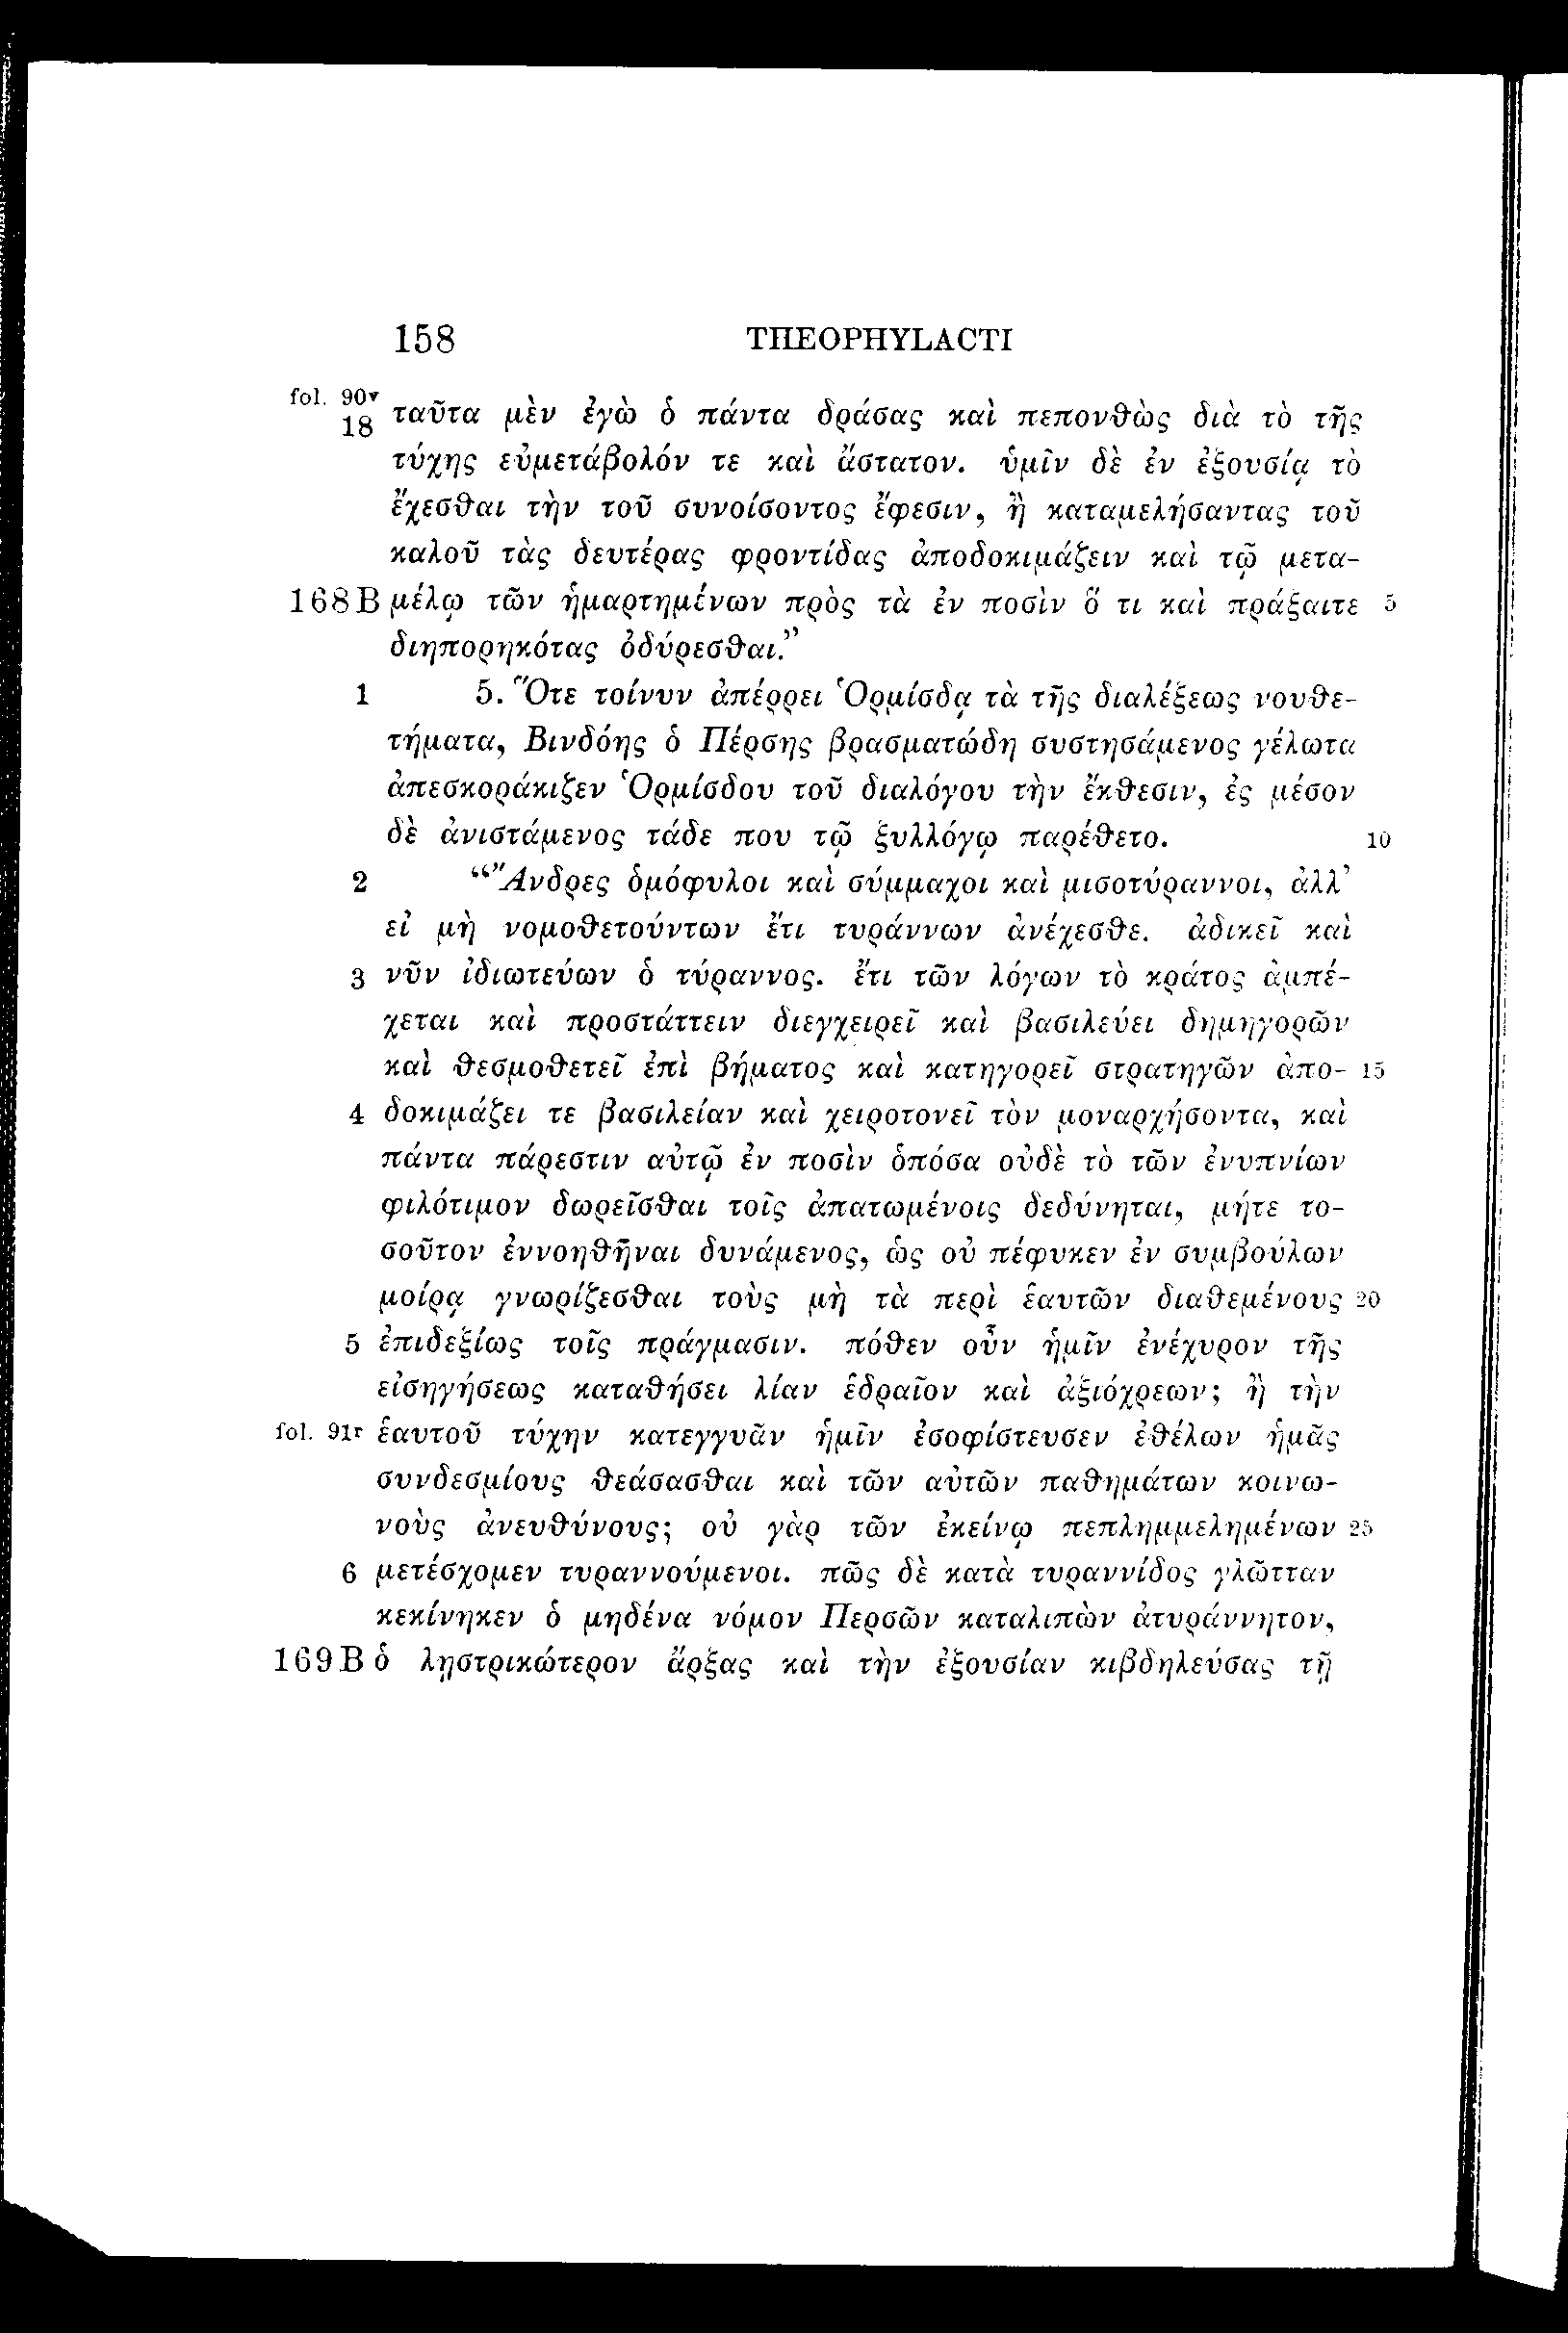 158 THEOPHYLACTI
fol. 90v
18 ταῦτα μὲν ἐγὼ ὁ πάντα δράσας καὶ πεπονθὼς διὰ τὸ τῆς
τύχης εὐμετάβολόν τε καὶ ἄστατον. ὑμῖν δὲ ἐν ἐξουσίᾳ τὸ
ἔχεσθαι τὴν τοῦ συνοίσοντος ἔφεσιν, ἢ καταμελήσαντας τοῦ
καλοῦ τὰς δευτέρας φροντίδας ἀποδοκιμάζειν καὶ τῷ μετα-
168B μέλῳ τῶν ἡμαρτημένων πρὸς τὰ ἐν ποσὶν ὅ τι καὶ πράξαιτε 5
διηπορηκότας ὀδύρεσθαι.”
1 5. Ὅτε τοίνυν ἀπέρρει Ὁρμίσδᾳ τὰ τῆς διαλέξεως νουθε-
τήματα, Βινδόης ὁ Πέρσης βρασματώδη συστησάμενος γέλωτα
ἀπεσκοράκιζεν Ὁρμίσδου τοῦ διαλόγου τὴν ἔκθεσιν, ἐς μέσον
δὲ ἀνιστάμενος τάδε που τῷ ξυλλόγῳ παρέθετο. 10
2 “Ἄνδρες ὁμόφυλοι καὶ σύμμαχοι καὶ μισοτύραννοι, ἀλλ’
εἰ μὴ νομοθετούντων ἔτι τυράννων ἀνέχεσθε. ἀδικεῖ καὶ
3 νῦν ἰδιωτεύων ὁ τύραννος. ἔτι τῶν λόγων τὸ κράτος ἀμπέ-
χεται καὶ προστάττειν διεγχειρεῖ καὶ βασιλεύει δημηγορῶν
καὶ θεσμοθετεῖ ἐπὶ βήματος καὶ κατηγορεῖ στρατηγῶν ἀπο- 15
4 δοκιμάζει τε βασιλείαν καὶ χειροτονεῖ τὸν μοναρχήσοντα, καὶ
πάντα πάρεστιν αὐτῷ ἐν ποσὶν ὁπόσα οὐδὲ τὸ τῶν ἐνυπνίων
φιλότιμον δωρεῖσθαι τοῖς ἀπατωμένοις δεδύνηται, μήτε το-
σοῦτον ἐννοηθῆναι δυνάμενος, ὡς οὐ πέφυκεν ἐν συμβούλων
μοίρᾳ γνωρίζεσθαι τοὺς μὴ τὰ περὶ ἑαυτῶν διαθεμένους 20
5 ἐπιδεξίως τοῖς πράγμασιν. πόθεν οὖν ἡμῖν ἐνέχυρον τῆς
εἰσηγήσεως καταθήσει λίαν ἑδραῖον καὶ ἀξιόχρεων; ἢ τὴν
fol. 91r ἑαυτοῦ τύχην κατεγγυᾶν ἡμῖν ἐσοφίστευσεν ἐθέλων ἡμᾶς
συνδεσμίους θεάσασθαι καὶ τῶν αὐτῶν παθημάτων κοινω-
νοὺς ἀνευθύνους; οὐ γὰρ τῶν ἐκείνῳ πεπλημμελημένων 25
6 μετέσχομεν τυραννούμενοι. πῶς δὲ κατὰ τυραννίδος γλῶτταν
κεκίνηκεν ὁ μηδένα νόμον Περσῶν καταλιπὼν ἀτυράννητον,
169B ὁ λῃστρικώτερον ἄρξας καὶ τὴν ἐξουσίαν κιβδηλεύσας τῇ